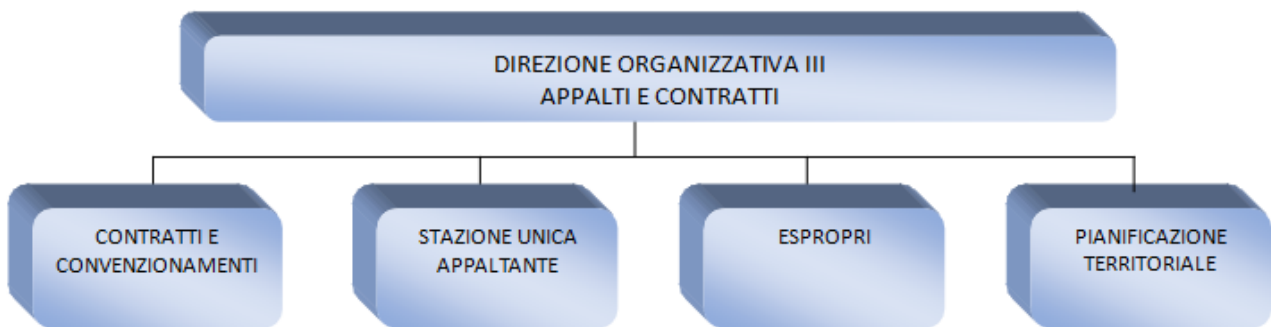 DIREZIONE ORGANIZZATIVA III
APPALTI E CONTRATTI
CONTRATTI E
CONVENZIONAMENTI
STAZIONE UNICA
APPALTANTE
ESPROPRI
PIANIFICAZIONE
TERRITORIALE